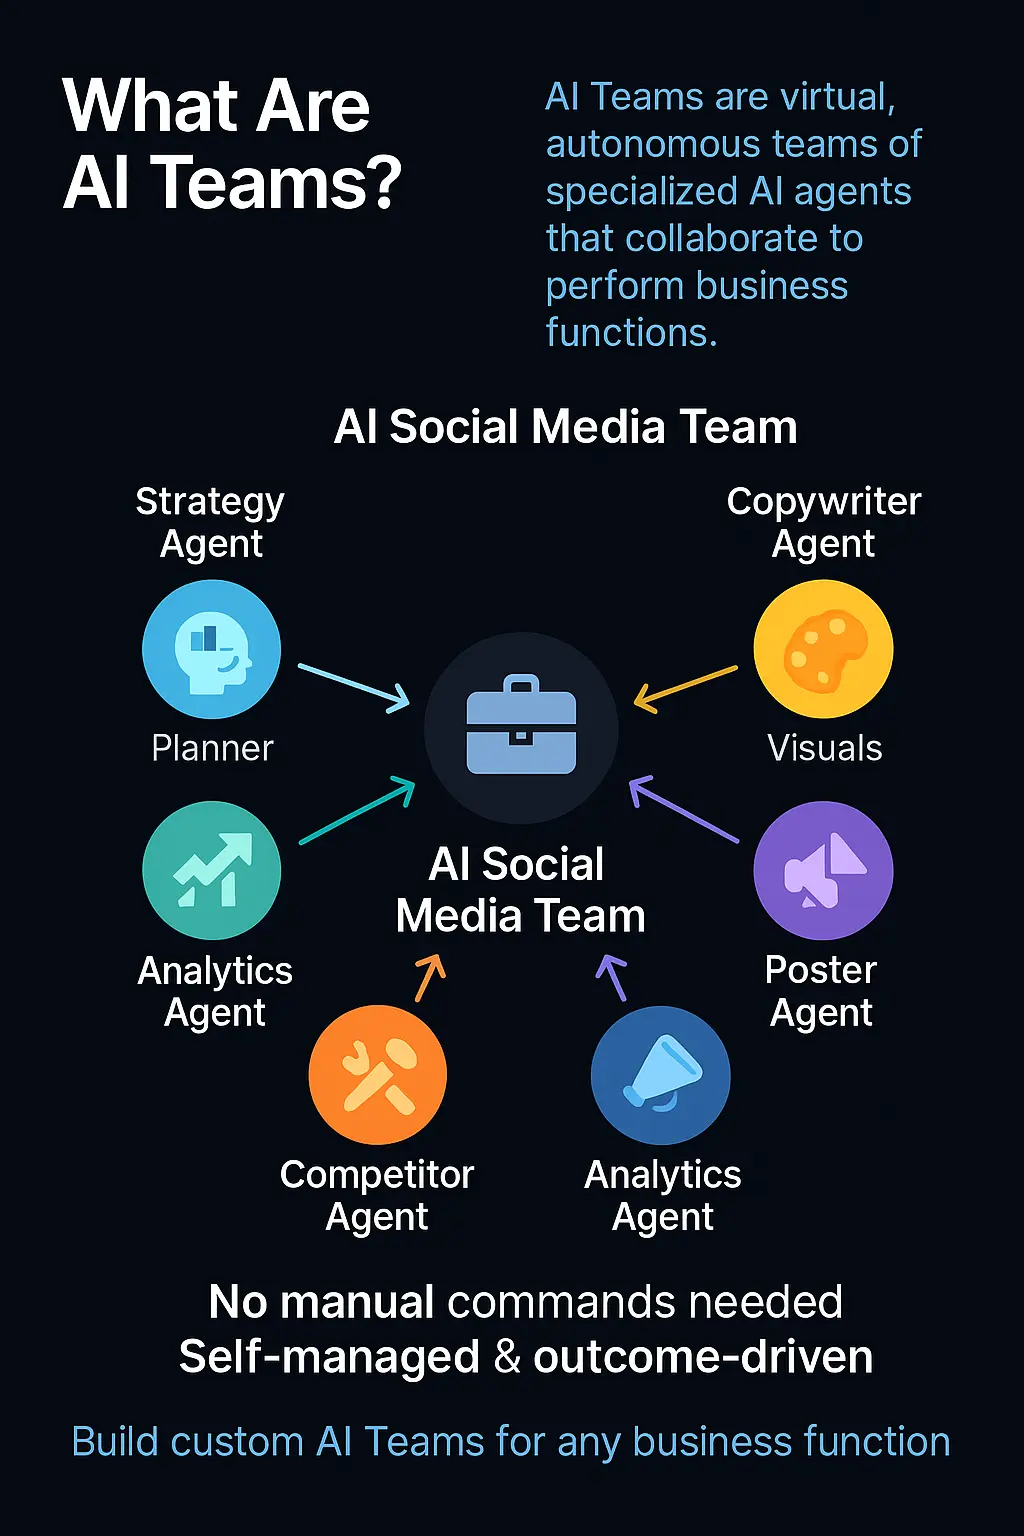 What Are
AI Teams?
AI Teams are virtual,
autonomous teams of
specialized AI agents
that collaborate to
perform business
functions.
AI Social Media Team
Strategy
Agent
Planner
Copywriter
Agent
Visuals
AI Social
Media Team
Analytics
Agent
Poster
Agent
Competitor
Agent
Analytics
Agent
No manual commands needed
Self-managed & outcome-driven
Build custom AI Teams for any business function